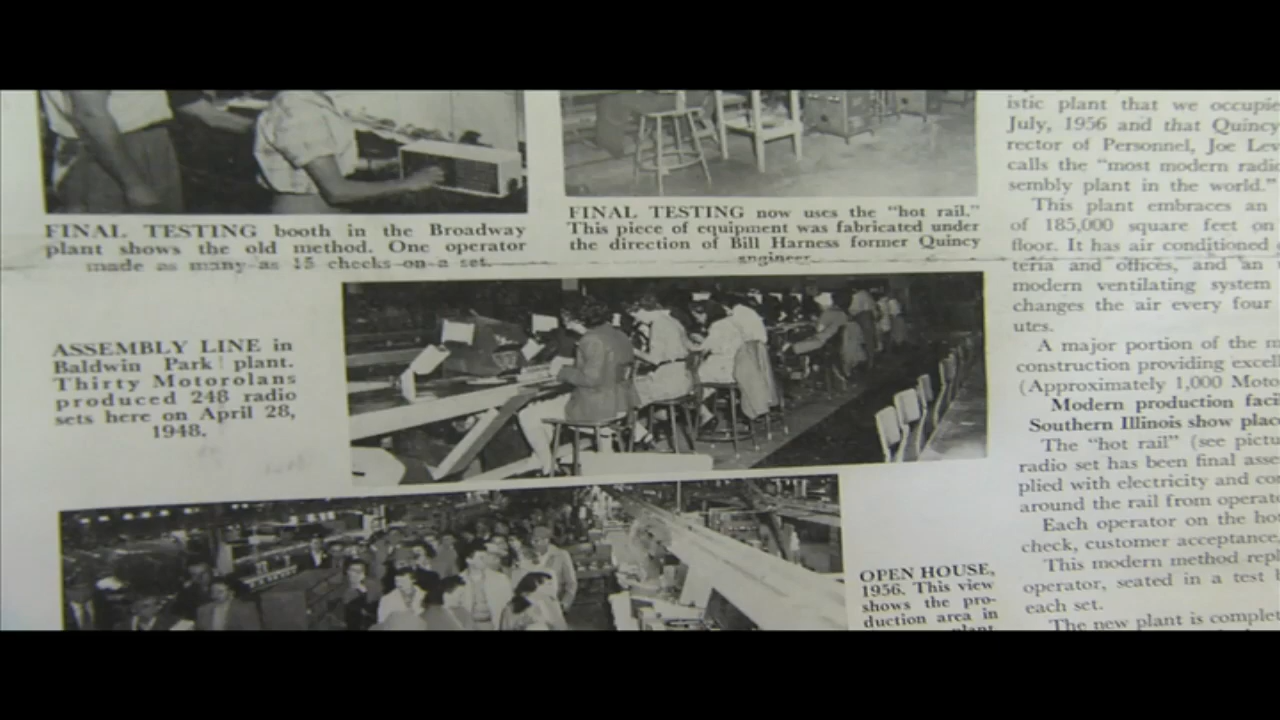 FINAL TESTING booth in the Broadway
plant shows the old method. One operator
made as many as 15 checks on a set.
FINAL TESTING now uses the "hot rail."
This piece of equipment was fabricated under
the direction of Bill Harness former Quincy
engineer.
ASSEMBLY LINE in
Baldwin Park plant.
Thirty Motorolans
produced 248 radio
sets here on April 28,
1948.
OPEN HOUSE,
1956. This view
shows the pro-
duction area in
plant
istic plant that we occupie
July, 1956 and that Quincy
rector of Personnel, Joe Lev
calls the "most modern radi
sembly plant in the world."
This plant embraces an
of 185,000 square feet on
floor. It has air conditioned
teria and offices, and an
modern ventilating system
changes the air every four
utes.
A major portion of the m
construction providing excell
(Approximately 1,000 Moto
Modern production faci
Southern Illinois show plac
The "hot rail" (see pictu
radio set has been final asse
plied with electricity and con
around the rail from operato
Each operator on the ho
check, customer acceptance,
This modern method repl
operator, seated in a test
each set.
The new plant is complet